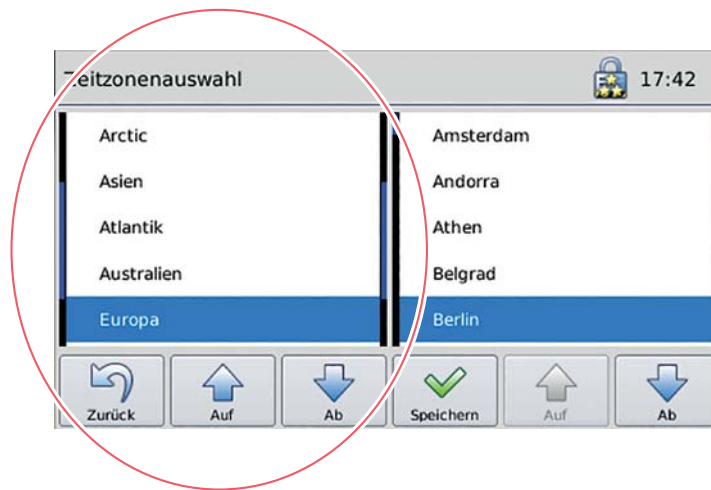 Zeitzonenauswahl
17:42
Arctic
Asien
Atlantik
Australien
Europa
Amsterdam
Andorra
Athen
Belgrad
Berlin
Zurück
Auf
Ab
Speichern
Auf
Ab